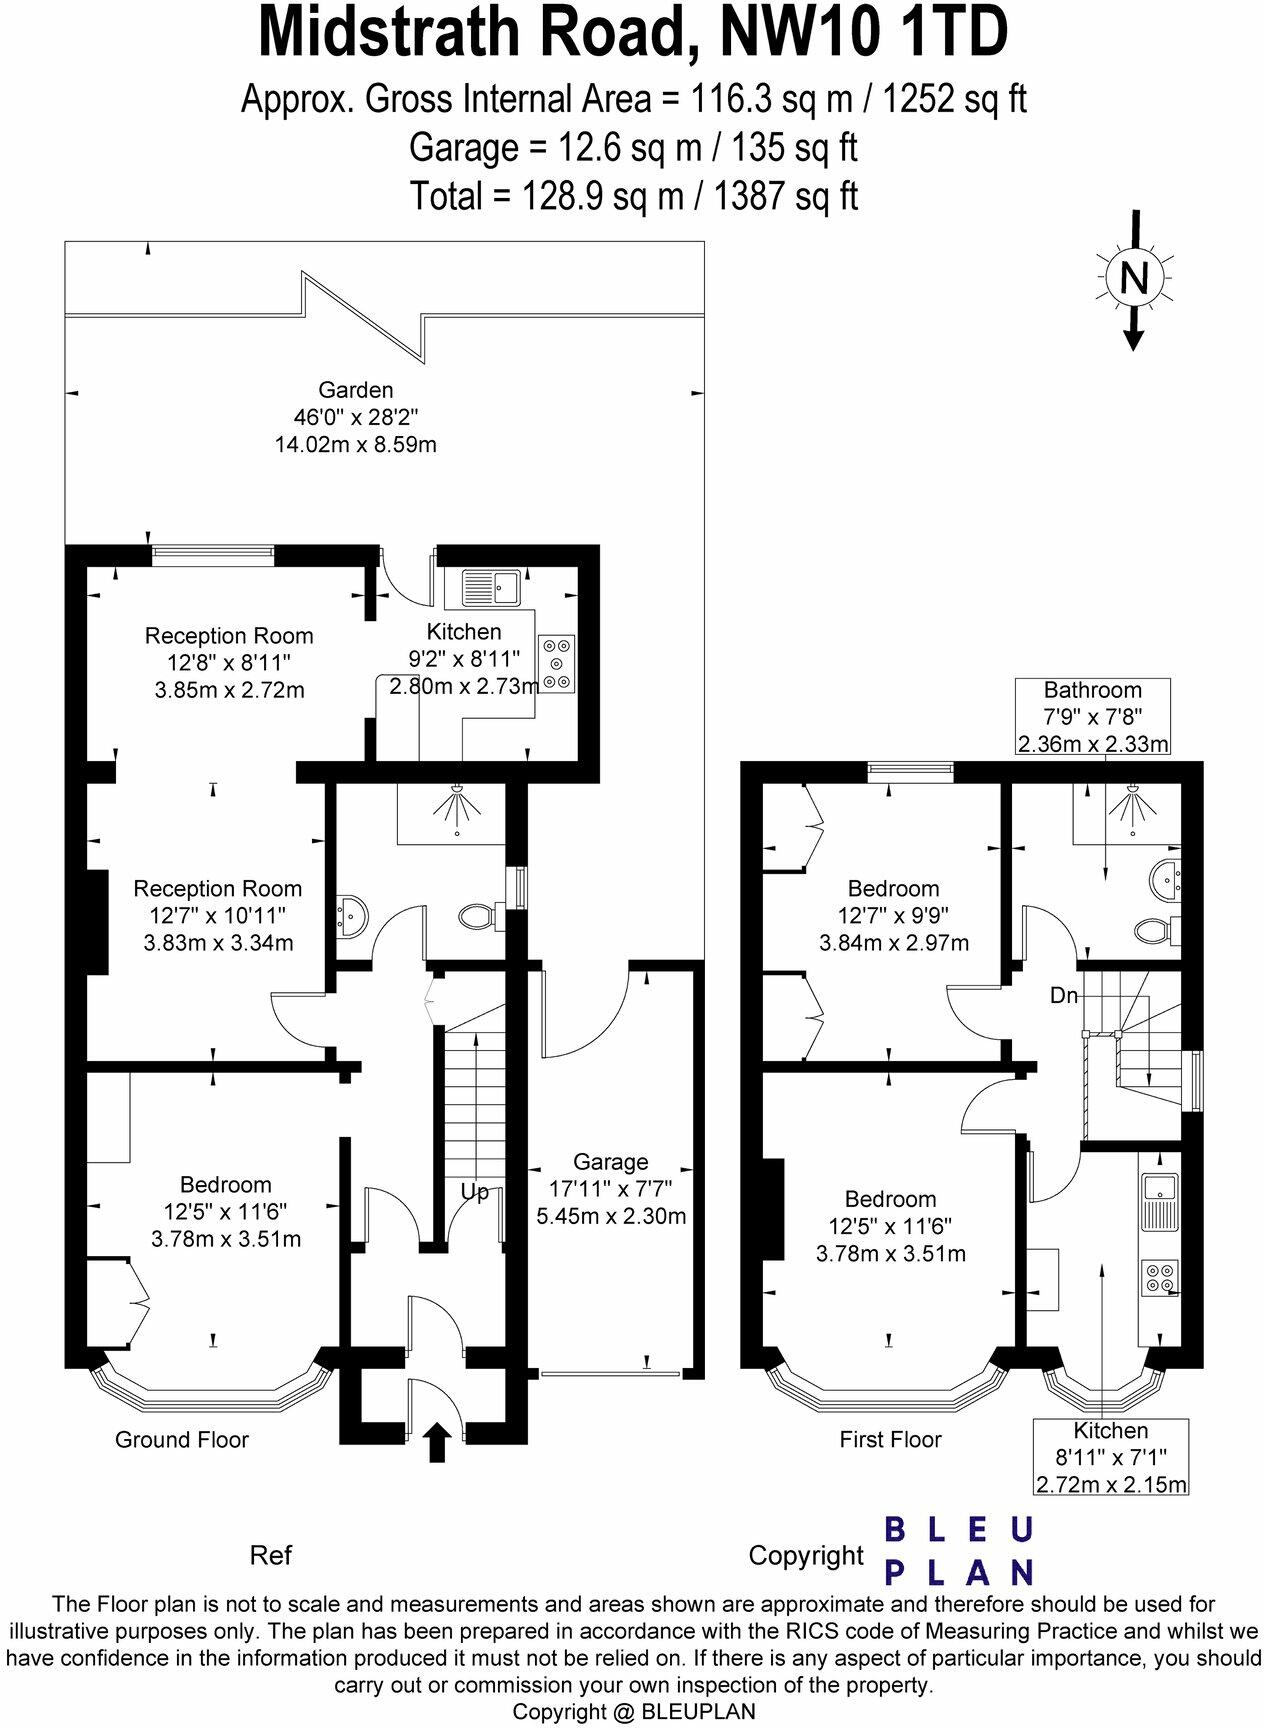 Midstrath Road, NW10 1TD
Approx. Gross Internal Area = 116.3 sq m / 1252 sq ft
Garage = 12.6 sq m / 135 sq ft
Total = 128.9 sq m / 1387 sq ft
N
Garden
46'0" x 28'2"
14.02m x 8.59m
Reception Room
12'8" x 8'11"
3.85m x 2.72m
Kitchen
9'2" x 8'11"
2.80m x 2.73m
Reception Room
12'7" x 10'11"
3.83m x 3.34m
Bedroom
12'5" x 11'6"
3.78m x 3.51m
Up
Garage
17'11" x 7'7"
5.45m x 2.30m
Ground Floor
Bathroom
7'9" x 7'8"
2.36m x 2.33m
Bedroom
12'7" x 9'9"
3.84m x 2.97m
Dn
Bedroom
12'5" x 11'6"
3.78m x 3.51m
First Floor
Kitchen
8'11" x 7'1"
2.72m x 2.15m
Ref
Copyright
BLEU
PLAN
The Floor plan is not to scale and measurements and areas shown are approximate and therefore should be used for
illustrative purposes only. The plan has been prepared in accordance with the RICS code of Measuring Practice and whilst we
have confidence in the information produced it must not be relied on. If there is any aspect of particular importance, you should
carry out or commission your own inspection of the property.
Copyright @ BLEUPLAN